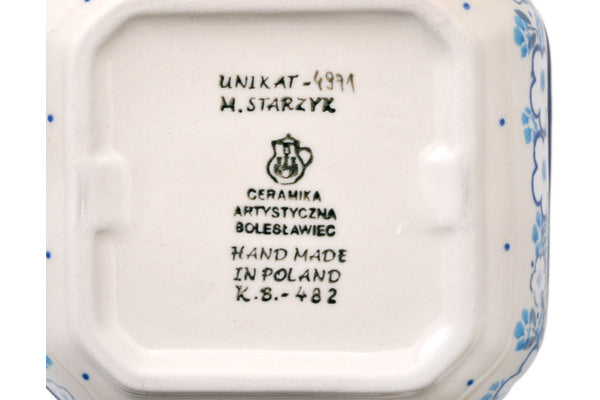 UNIKAT-4971
M. STARZYK
CERAMIKA
ARTYSTYCZNA
BOLESŁAWIEC
HAND MADE
IN POLAND
K.B.-482